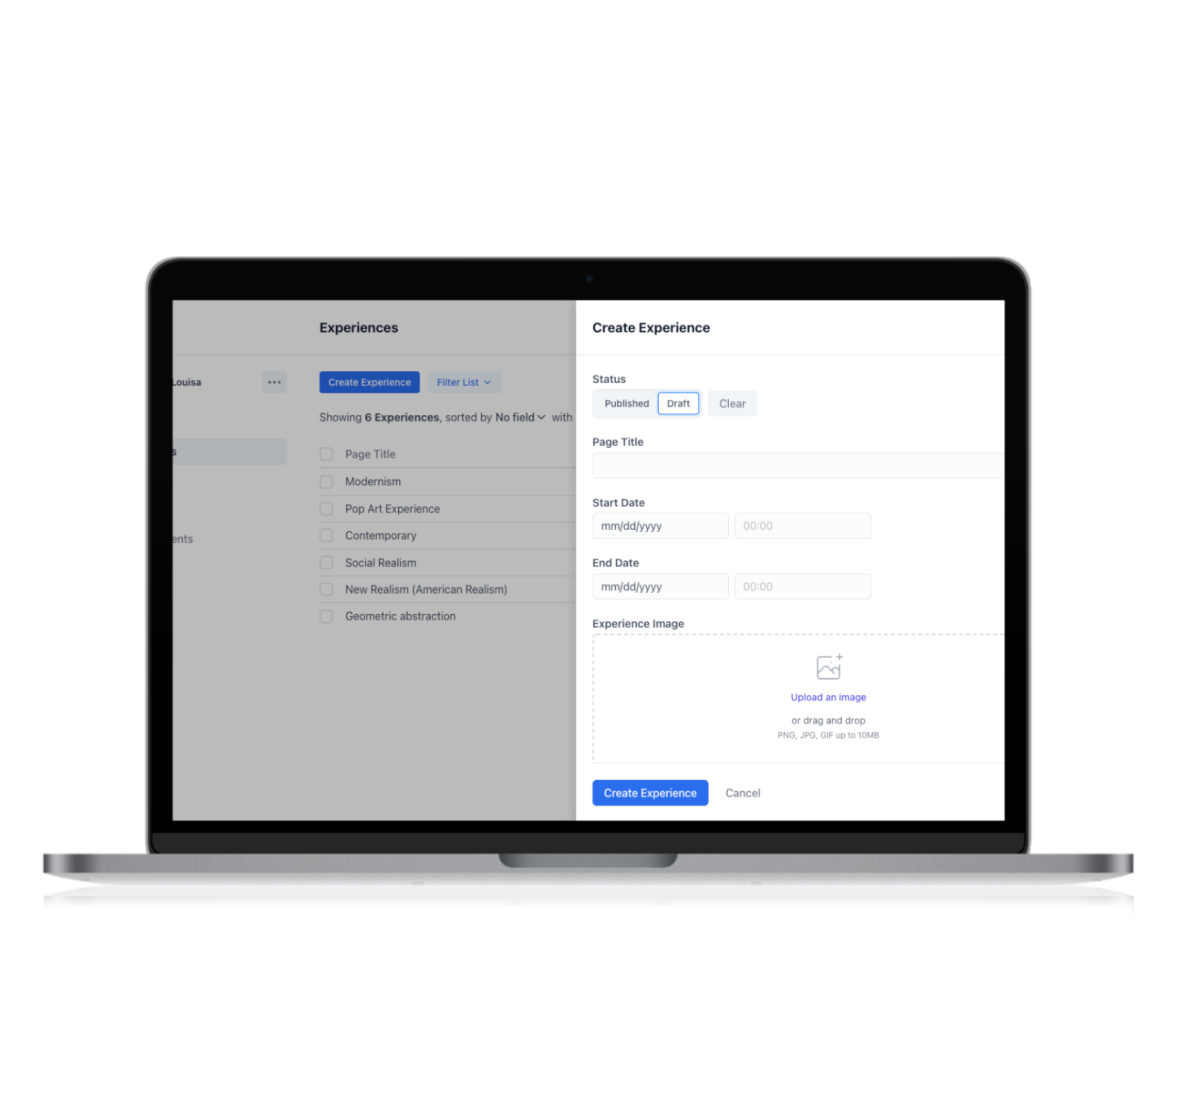 Experiences
Louisa
•••
Create Experience
Filter List
Showing 6 Experiences, sorted by No field with
s
ents
Page Title
Modernism
Pop Art Experience
Contemporary
Social Realism
New Realism (American Realism)
Geometric abstraction
Create Experience
Status
Published
Draft
Clear
Page Title
Start Date
mm/dd/yyyy
00:00
End Date
mm/dd/yyyy
00:00
Experience Image
Upload an image
or drag and drop
PNG, JPG, GIF up to 10MB
Create Experience
Cancel